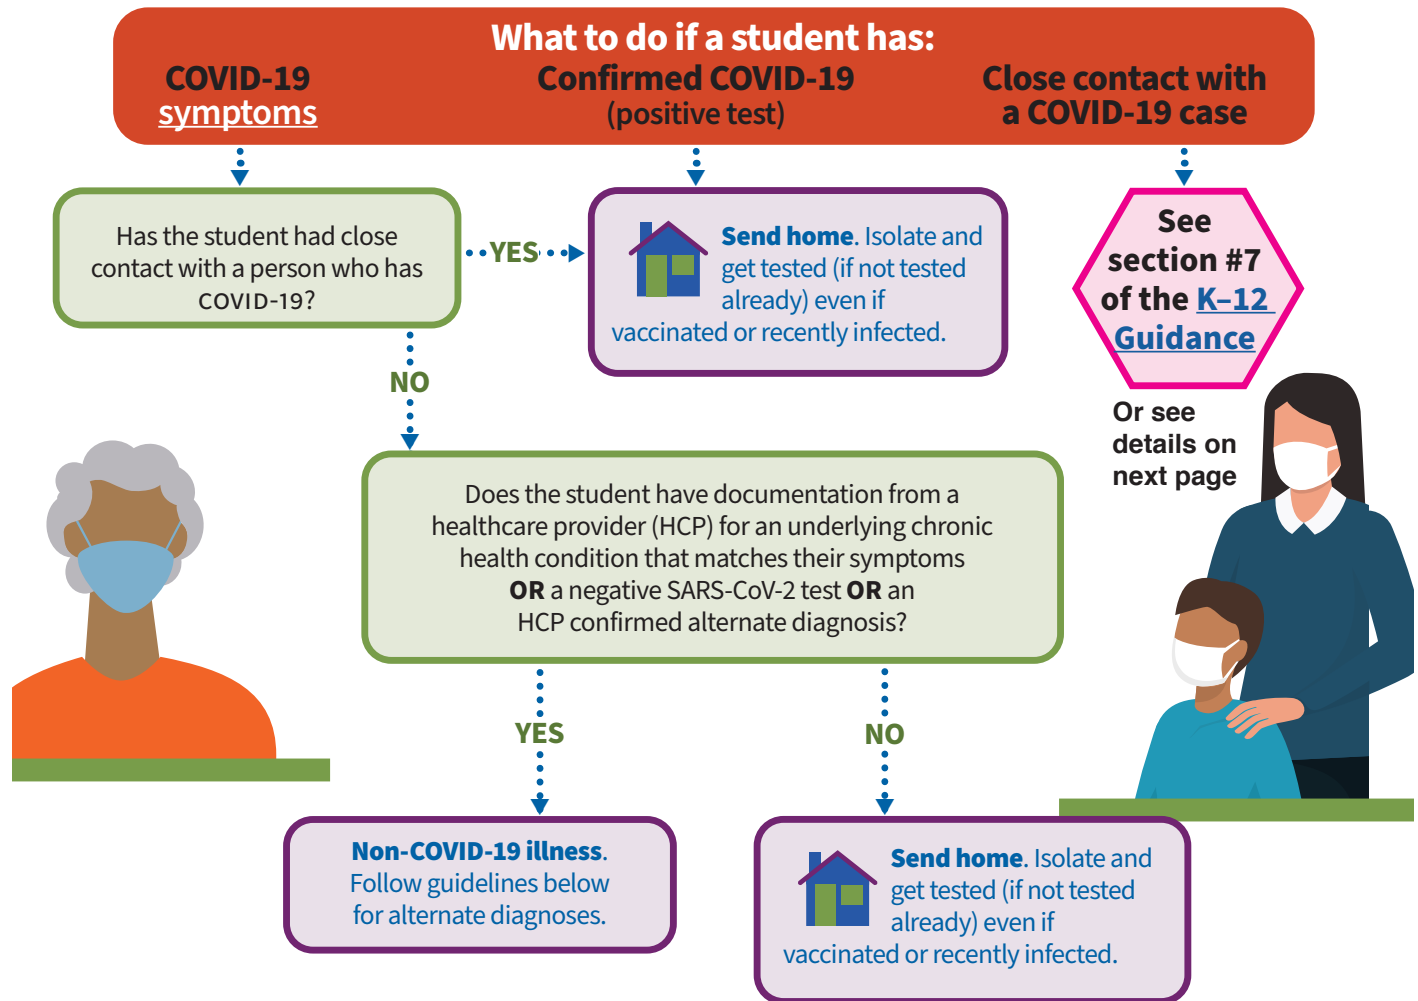 What to do if a student has:
COVID-19
symptoms
Confirmed COVID-19
(positive test)
Close contact with
a COVID-19 case
Has the student had close
contact with a person who has
COVID-19?
YES
Send home. Isolate and
get tested (if not tested
already) even if
vaccinated or recently infected.
See
section #7
of the K–12
Guidance
Or see
details on
next page
NO
Does the student have documentation from a
healthcare provider (HCP) for an underlying chronic
health condition that matches their symptoms
OR a negative SARS-CoV-2 test OR an
HCP confirmed alternate diagnosis?
YES
NO
Non-COVID-19 illness.
Follow guidelines below
for alternate diagnoses.
Send home. Isolate and
get tested (if not tested
already) even if
vaccinated or recently infected.